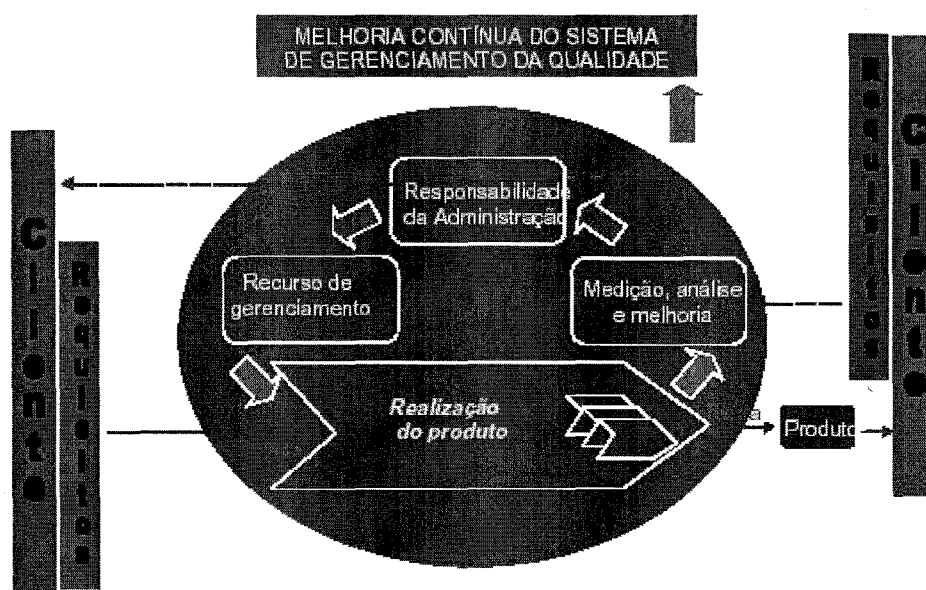 MELHORIA CONTÍNUA DO SISTEMA
DE GERENCIAMENTO DA QUALIDADE
Cliente
Requisitos
Responsabilidade
da Administração
Recurso de
gerenciamento
Medição, análise
e melhoria
Realização
do produto
a
Produto
Requisitos
Cliente